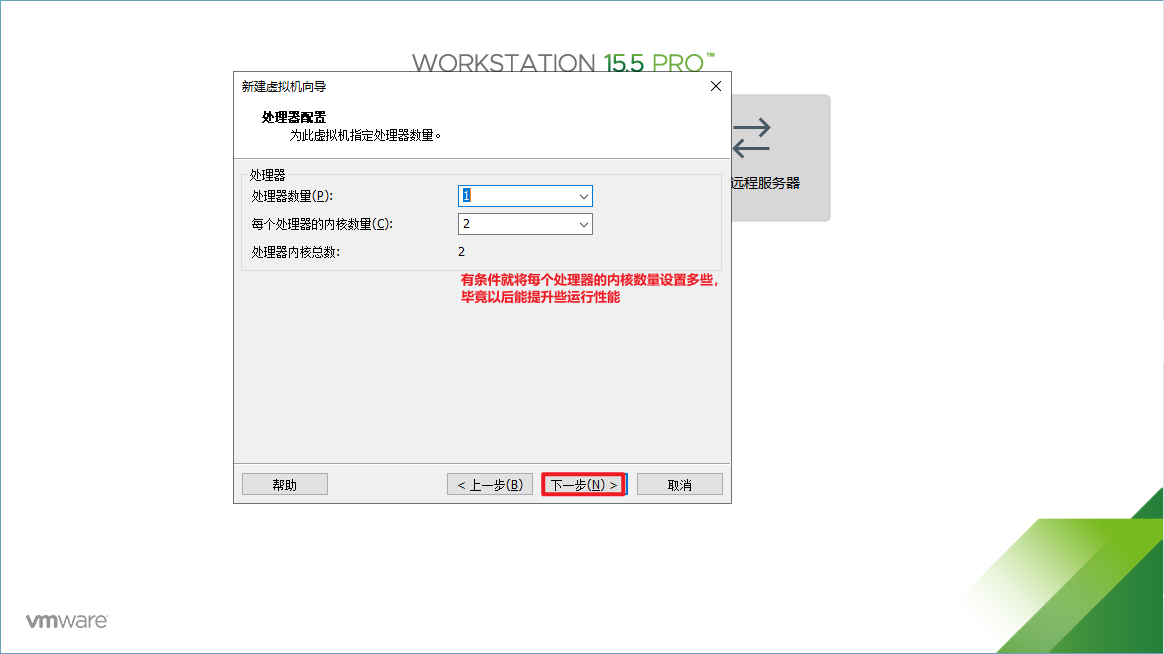 WORKSTATION 15.5 PRO™
新建虚拟机向导
处理器配置
为此虚拟机指定处理器数量。
远程服务器
处理器
处理器数量(P): 1
每个处理器的内核数量(C): 2
处理器内核总数: 2
有条件就将每个处理器的内核数量设置多些，
毕竟以后能提升些运行性能
帮助 < 上一步(B) 下一步(N) > 取消
vmware